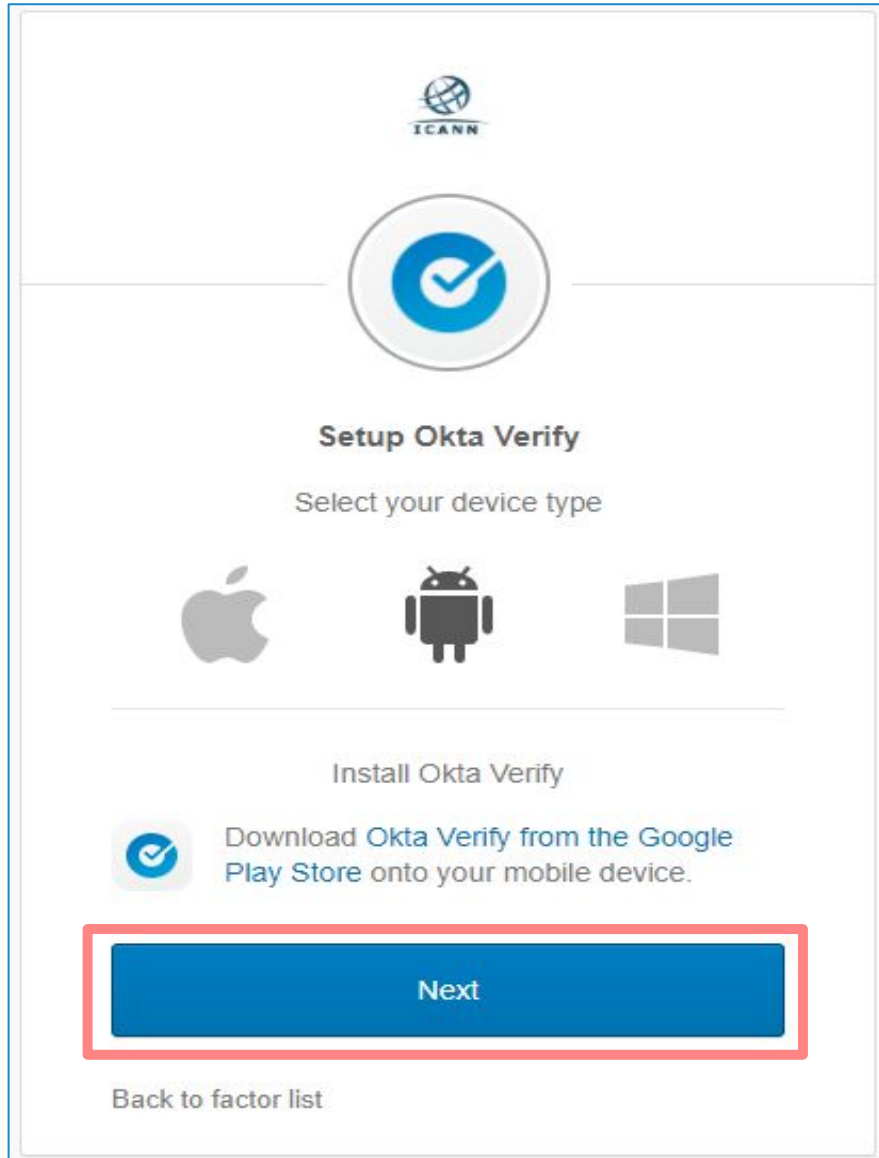 ICANN
Setup Okta Verify
Select your device type
Install Okta Verify
Download Okta Verify from the Google
Play Store onto your mobile device.
Next
Back to factor list